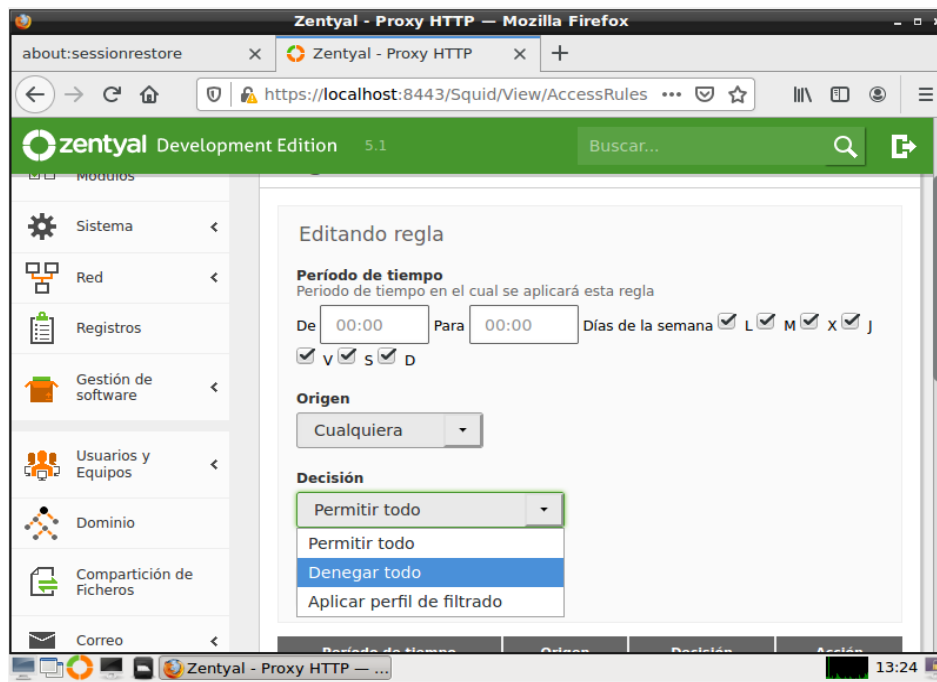 Zentyal - Proxy HTTP — Mozilla Firefox
about:sessionrestore
Zentyal - Proxy HTTP
https://localhost:8443/Squid/View/AccessRules
zentyal Development Edition 5.1
Buscar...
Módulos
Sistema
Red
Registros
Gestión de
software
Usuarios y
Equipos
Dominio
Compartición de
Ficheros
Correo
Editando regla
Período de tiempo
Periodo de tiempo en el cual se aplicará esta regla
De 00:00 Para 00:00 Días de la semana L M X J
V S D
Origen
Cualquiera
Decisión
Permitir todo
Permitir todo
Denegar todo
Aplicar perfil de filtrado
Período de tiempo Origen Decisión Acción
Zentyal - Proxy HTTP — ...
13:24